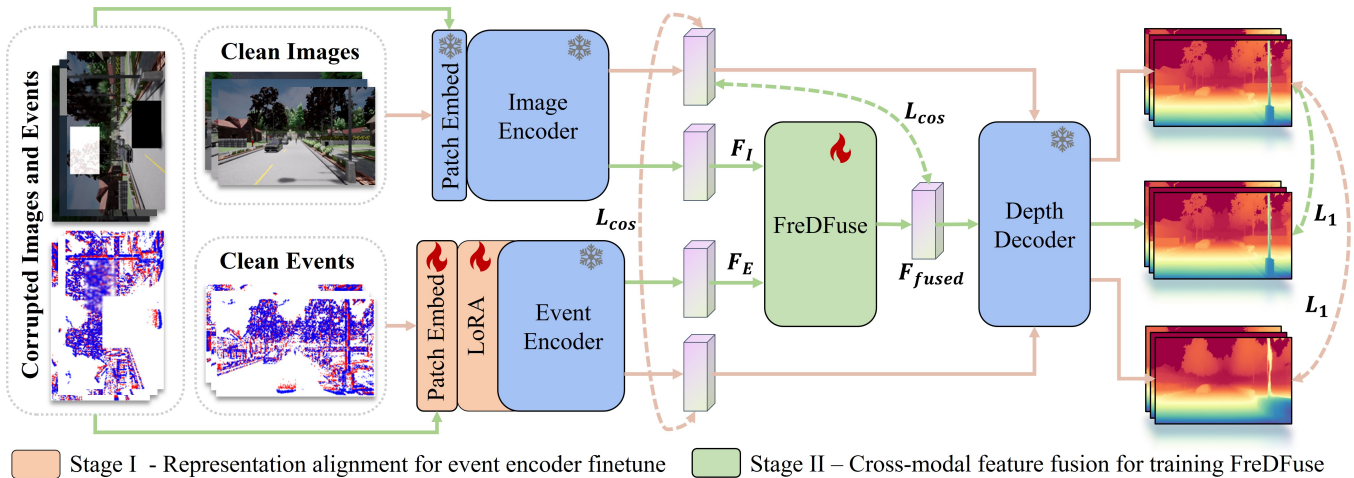 Corrupted Images and Events
Clean Images
Clean Events
Patch Embed
Image
Encoder
Patch Embed
LoRA
Event
Encoder
L_cos
F_I
F_E
FreDFuse
L_cos
F_fused
Depth
Decoder
L_1
L_1
Stage I - Representation alignment for event encoder finetune
Stage II – Cross-modal feature fusion for training FreDFuse